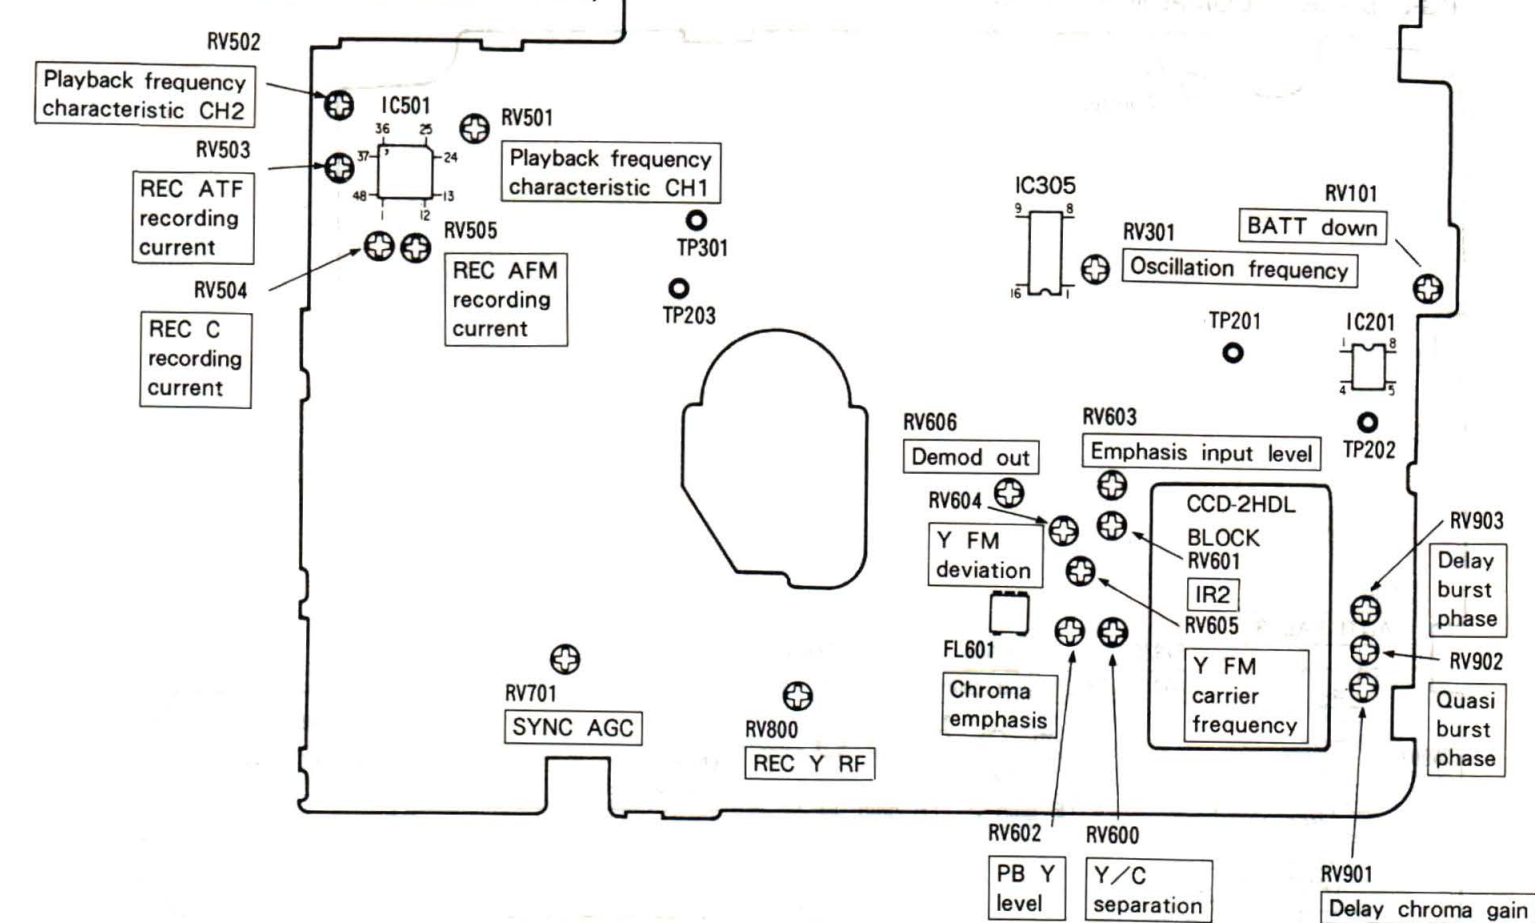 RV502
Playback frequency
characteristic CH2
IC501
36
25
37
24
48
13
1
12
RV501
Playback frequency
characteristic CH1
RV503
REC ATF
recording
current
RV505
REC AFM
recording
current
RV504
REC C
recording
current
TP301
TP203
IC305
9
8
16
1
RV301
Oscillation frequency
RV101
BATT down
TP201
IC201
1
8
4
5
TP202
RV606
Demod out
RV603
Emphasis input level
RV604
Y FM
deviation
CCD-2HDL
BLOCK
RV601
IR2
RV605
Y FM
carrier
frequency
FL601
Chroma
emphasis
RV903
Delay
burst
phase
RV902
Quasi
burst
phase
RV701
SYNC AGC
RV800
REC Y RF
RV602
PB Y
level
RV600
Y/C
separation
RV901
Delay chroma gain